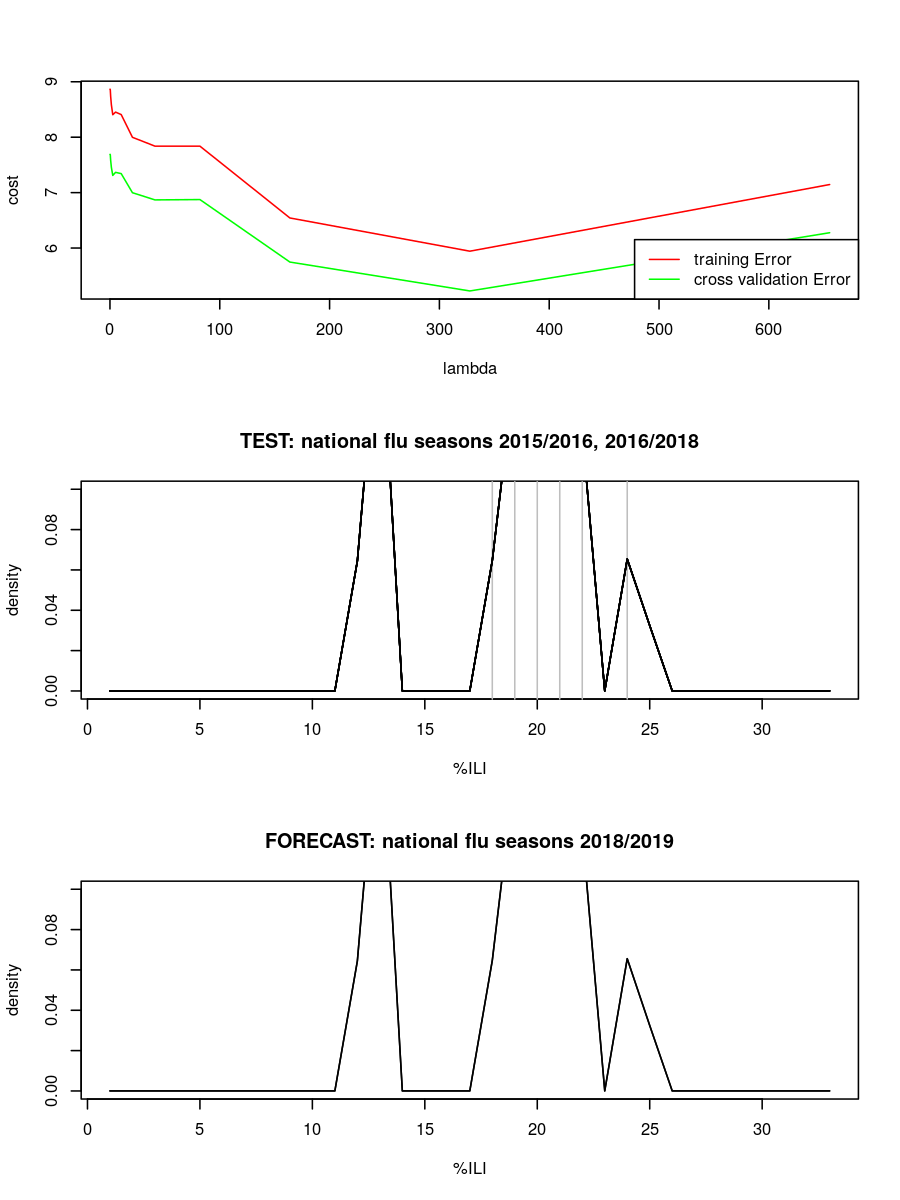 9
8
7
6
cost
training Error
cross validation Error
0 100 200 300 400 500 600
lambda
TEST: national flu seasons 2015/2016, 2016/2018
0.08
0.04
0.00
density
0 5 10 15 20 25 30
%ILI
FORECAST: national flu seasons 2018/2019
0.08
0.04
0.00
density
0 5 10 15 20 25 30
%ILI